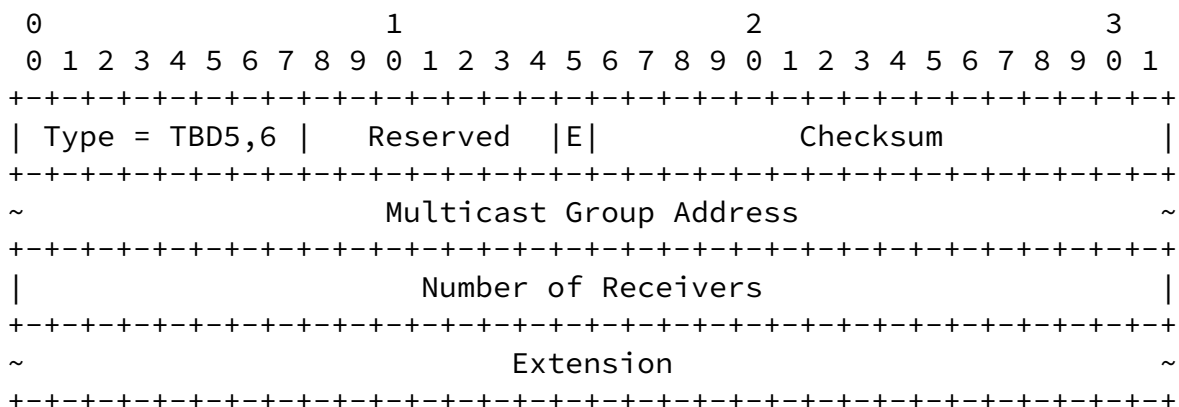 0                   1                   2                   3
 0 1 2 3 4 5 6 7 8 9 0 1 2 3 4 5 6 7 8 9 0 1 2 3 4 5 6 7 8 9 0 1
+-+-+-+-+-+-+-+-+-+-+-+-+-+-+-+-+-+-+-+-+-+-+-+-+-+-+-+-+-+-+-+-+
| Type = TBD5,6 |   Reserved  |E|           Checksum            |
+-+-+-+-+-+-+-+-+-+-+-+-+-+-+-+-+-+-+-+-+-+-+-+-+-+-+-+-+-+-+-+-+
~                    Multicast Group Address                    ~
+-+-+-+-+-+-+-+-+-+-+-+-+-+-+-+-+-+-+-+-+-+-+-+-+-+-+-+-+-+-+-+-+
|                      Number of Receivers                      |
+-+-+-+-+-+-+-+-+-+-+-+-+-+-+-+-+-+-+-+-+-+-+-+-+-+-+-+-+-+-+-+-+
~                           Extension                           ~
+-+-+-+-+-+-+-+-+-+-+-+-+-+-+-+-+-+-+-+-+-+-+-+-+-+-+-+-+-+-+-+-+